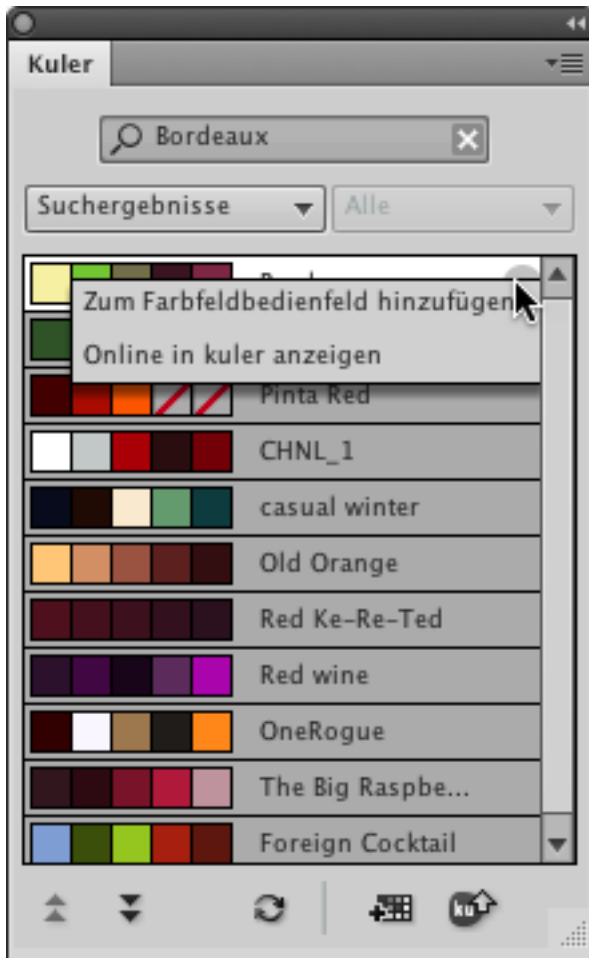 Kuler
Bordeaux
Suchergebnisse
Alle
Zum Farbfeldbedienfeld hinzufügen
Online in kuler anzeigen
Pinta Red
CHNL_1
casual winter
Old Orange
Red Ke-Re-Ted
Red wine
OneRogue
The Big Raspbe...
Foreign Cocktail
ku